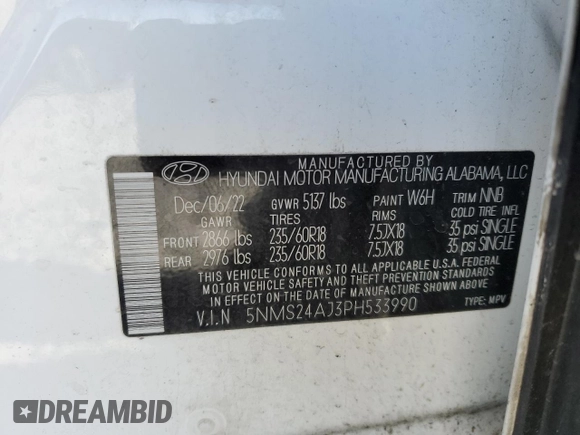 MANUFACTURED BY
HYUNDAI MOTOR MANUFACTURING ALABAMA, LLC
Dec/06/22 GVWR 5137 lbs PAINT W6H TRIM NNB
GAWR TIRES RIMS COLD TIRE INFL
FRONT 2866 lbs 235/60R18 7.5JX18 35 psi SINGLE
REAR 2976 lbs 235/60R18 7.5JX18 35 psi SINGLE
THIS VEHICLE CONFORMS TO ALL APPLICABLE U.S.A. FEDERAL
MOTOR VEHICLE SAFETY AND THEFT PREVENTION STANDARDS
IN EFFECT ON THE DATE OF MANUFACTURE SHOWN ABOVE.
V.I.N 5NMS24AJ3PH533990 TYPE: MPV
DREAMBID